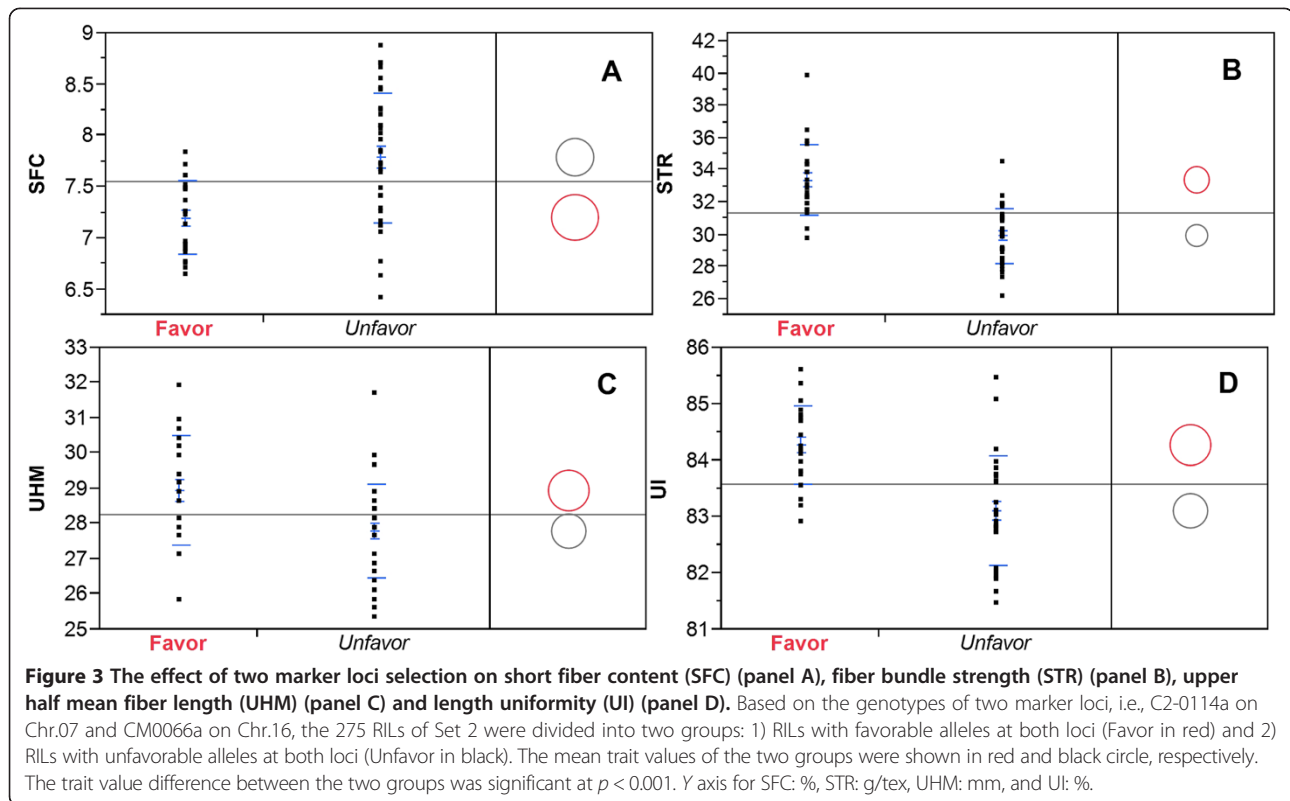 A
SFC
9
8.5
8
7.5
7
6.5
Favor
Unfavor
B
STR
42
40
38
36
34
32
30
28
26
Favor
Unfavor
C
UHM
33
32
31
30
29
28
27
26
25
Favor
Unfavor
D
UI
86
85
84
83
82
81
Favor
Unfavor
Figure 3 The effect of two marker loci selection on short fiber content (SFC) (panel A), fiber bundle strength (STR) (panel B), upper
half mean fiber length (UHM) (panel C) and length uniformity (UI) (panel D). Based on the genotypes of two marker loci, i.e., C2-0114a on
Chr.07 and CM0066a on Chr.16, the 275 RILs of Set 2 were divided into two groups: 1) RILs with favorable alleles at both loci (Favor in red) and 2)
RILs with unfavorable alleles at both loci (Unfavor in black). The mean trait values of the two groups were shown in red and black circle, respectively.
The trait value difference between the two groups was significant at p < 0.001. Y axis for SFC: %, STR: g/tex, UHM: mm, and UI: %.